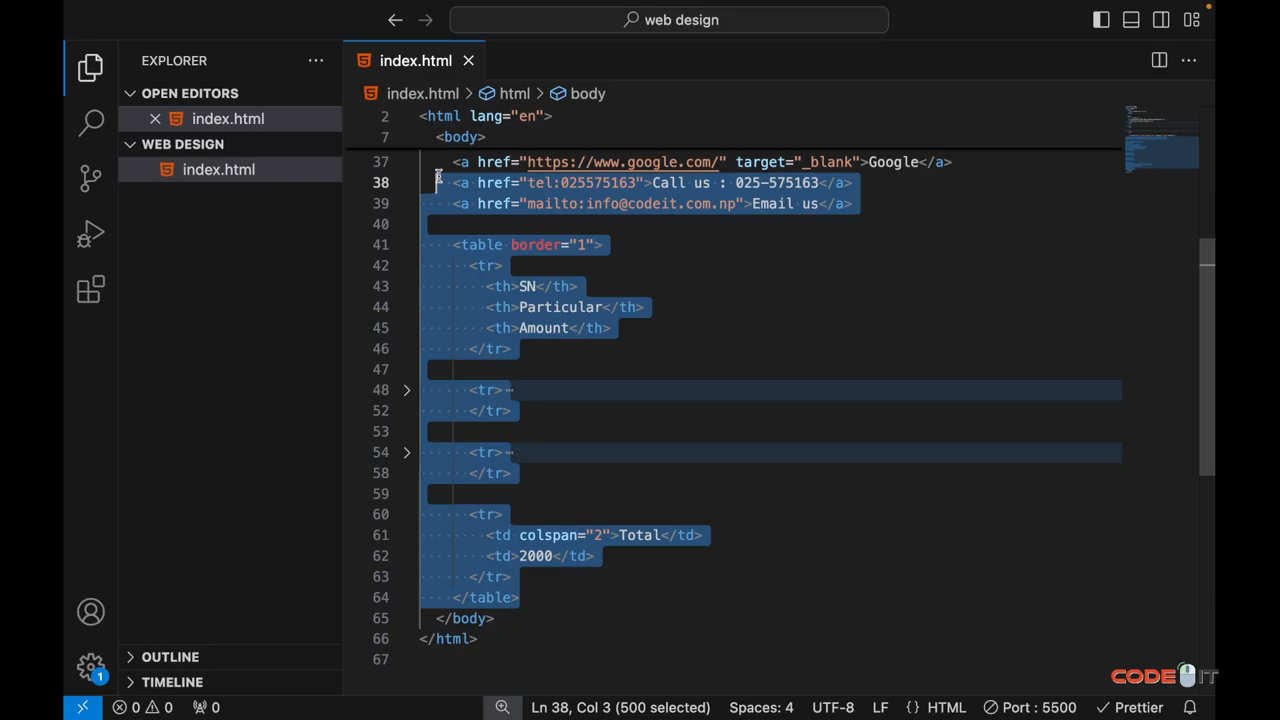 web design
EXPLORER
index.html
OPEN EDITORS
index.html
WEB DESIGN
index.html
OUTLINE
TIMELINE
index.html > html > body
2 <html lang="en">
7 <body>
37 <a href="https://www.google.com/" target="_blank">Google</a>
38 <a href="tel:025575163">Call us : 025-575163</a>
39 <a href="mailto:info@codeit.com.np">Email us</a>
40
41 <table border="1">
42 <tr>
43 <th>SN</th>
44 <th>Particular</th>
45 <th>Amount</th>
46 </tr>
47
48 <tr>
52 </tr>
53
54 <tr>
58 </tr>
59
60 <tr>
61 <td colspan="2">Total</td>
62 <td>2000</td>
63 </tr>
64 </table>
65 </body>
66 </html>
67
CODE IT
1
0 0 0 Ln 38, Col 3 (500 selected) Spaces: 4 UTF-8 LF {} HTML Port : 5500 Prettier